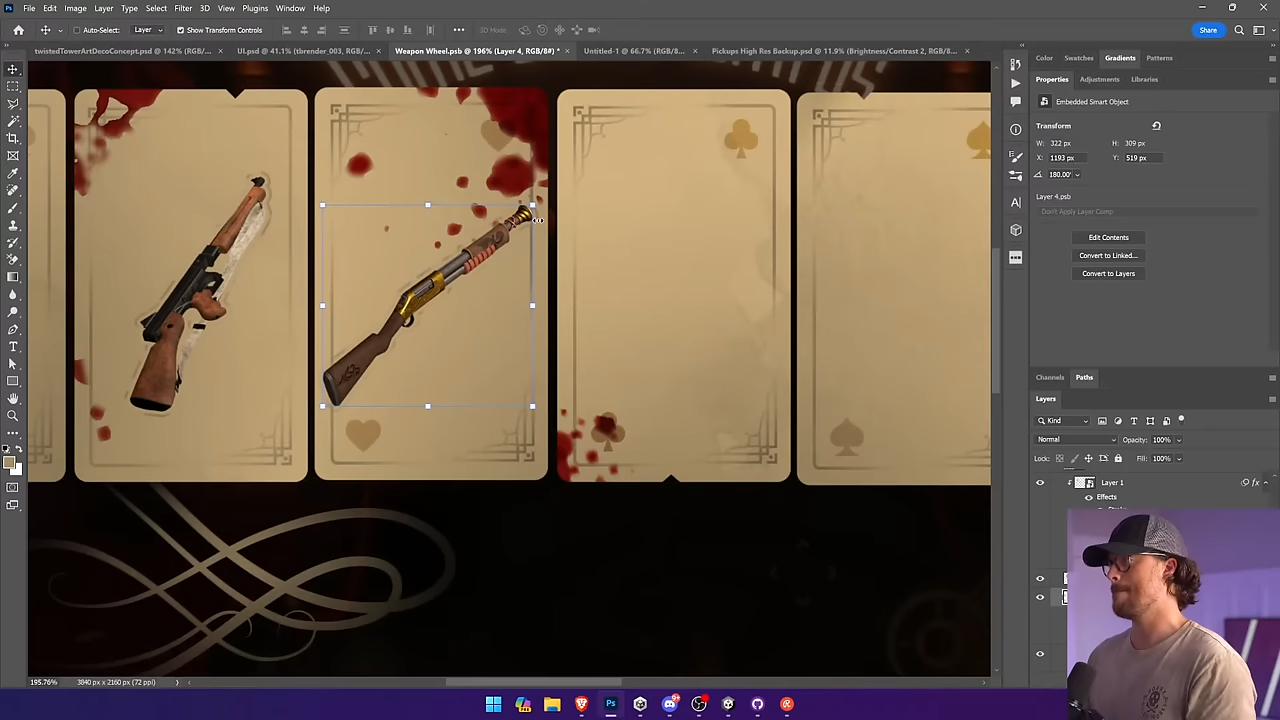 File Edit Image Layer Type Select Filter 3D View Plugins Window Help
Auto-Select: Layer Show Transform Controls 3D Mode: Share
twistedTowerArtDecoConcept.psd @ 142% (RGB/... × UI.psd @ 41.1% (tbrender_003, RGB/8#... × Weapon Wheel.psb @ 196% (Layer 4, RGB/8#) * × Untitled-1 @ 66.7% (RGB/8... × Pickups High Res Backup.psd @ 11.9% (Brightness/Contrast 2, RGB/8... ×
Color Swatches Gradients Patterns
Properties Adjustments Libraries
Embedded Smart Object
Transform
W: 322 px H: 309 px
X: 1193 px Y: 519 px
180.00°
Layer 4.psb
Don't Apply Layer Comp
Edit Contents
Convert to Linked...
Convert to Layers
Channels Paths
Layers
Kind
Normal Opacity: 100%
Lock: Fill: 100%
Layer 1 fx
Effects
195.76% 3840 px x 2160 px (72 ppi)